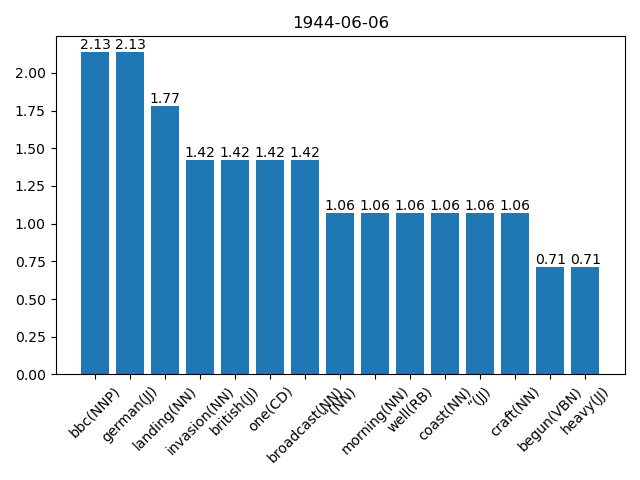 1944-06-06
2.13 2.13
1.77
1.42 1.42 1.42 1.42
1.06 1.06 1.06 1.06 1.06 1.06
0.71 0.71
2.00
1.75
1.50
1.25
1.00
0.75
0.50
0.25
0.00
bbc(NNP)
german(JJ)
landing(NN)
invasion(NN)
british(JJ)
one(CD)
broadcast(NN)
(NN)
morning(NN)
well(RB)
coast(NN)
“(JJ)
craft(NN)
begun(VBN)
heavy(JJ)